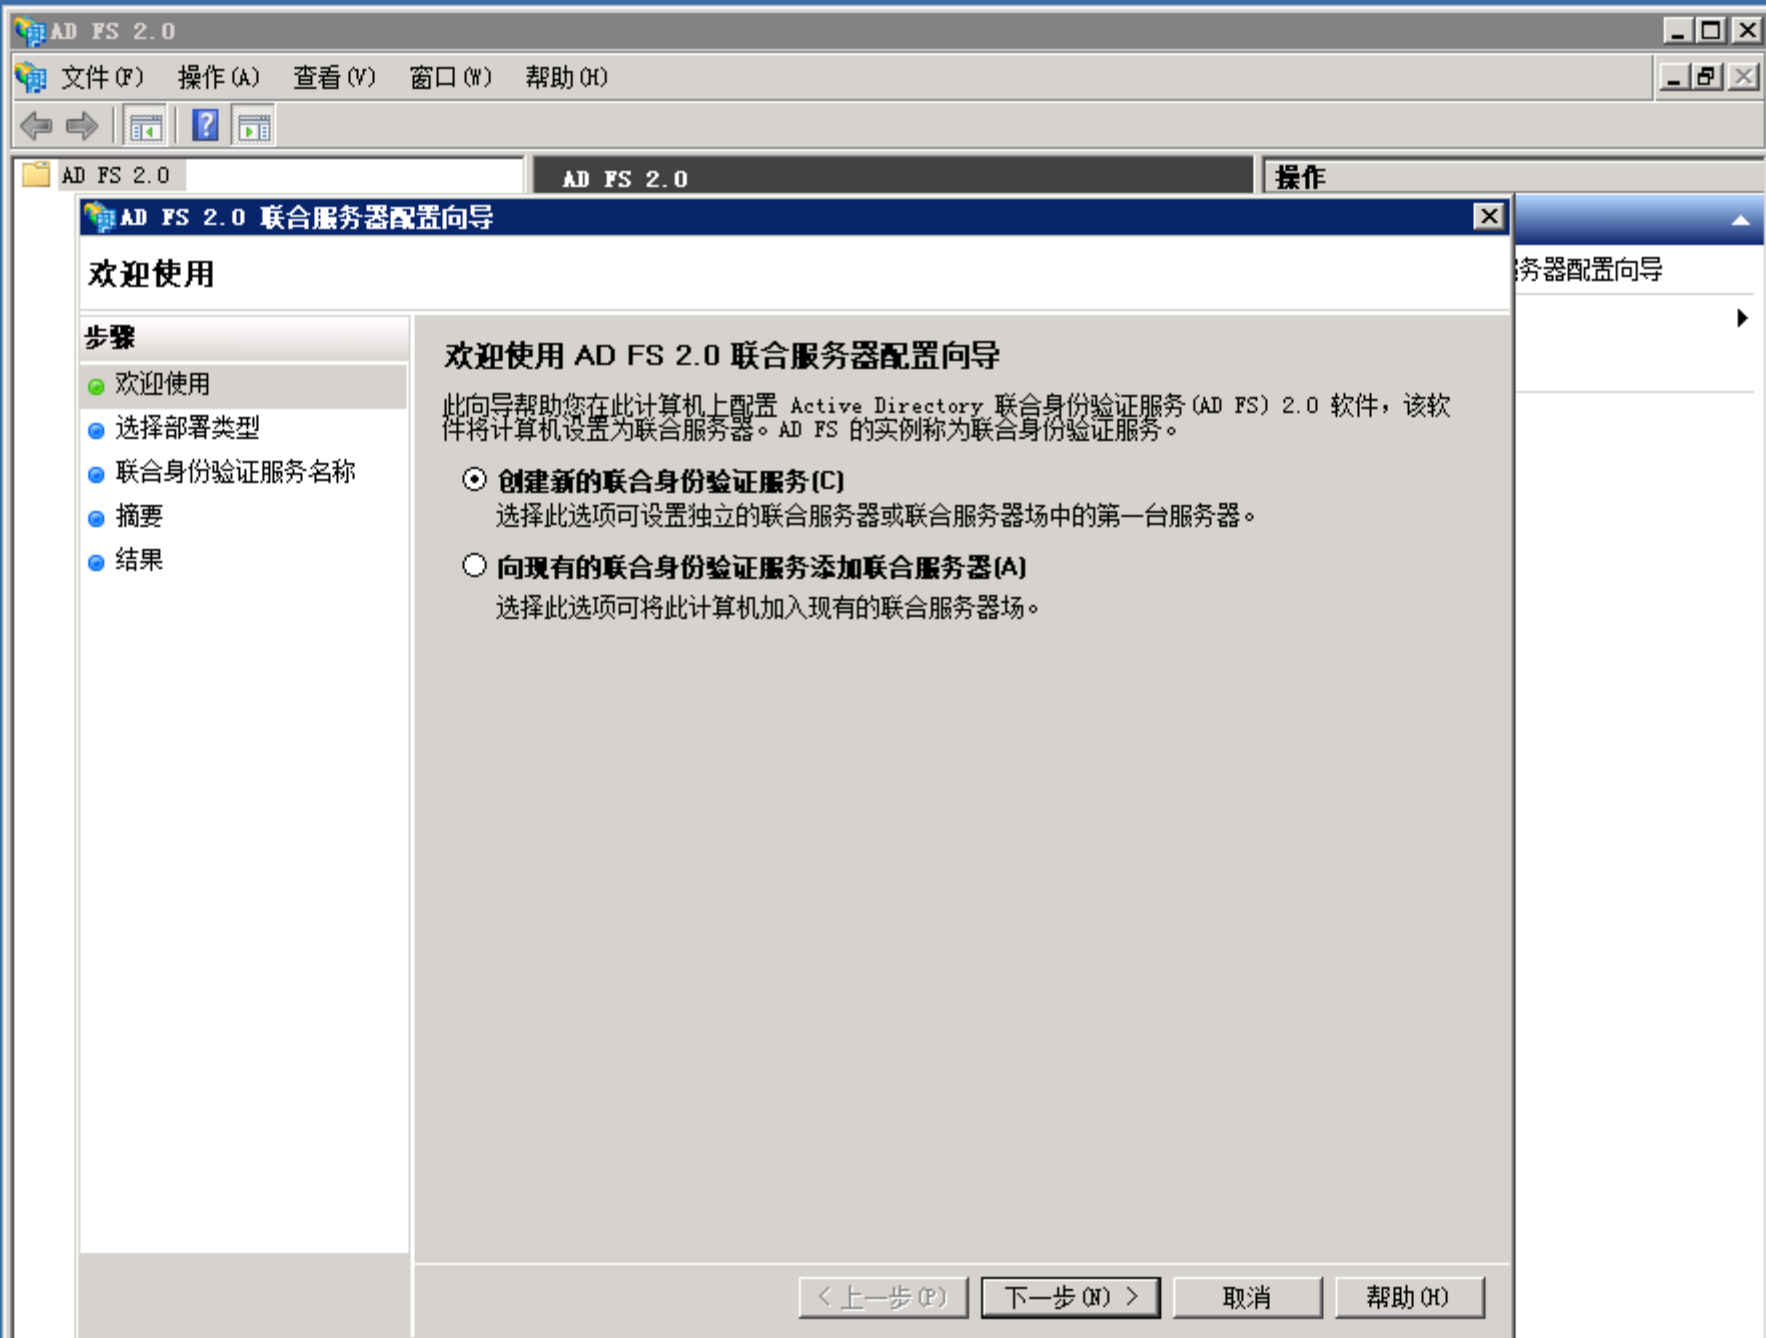 AD FS 2.0
文件(F) 操作(A) 查看(V) 窗口(W) 帮助(H)
AD FS 2.0
AD FS 2.0
操作
AD FS 2.0 联合服务器配置向导
务器配置向导
欢迎使用
步骤
欢迎使用
选择部署类型
联合身份验证服务名称
摘要
结果
欢迎使用 AD FS 2.0 联合服务器配置向导
此向导帮助您在此计算机上配置 Active Directory 联合身份验证服务(AD FS) 2.0 软件，该软
件将计算机设置为联合服务器。AD FS 的实例称为联合身份验证服务。
创建新的联合身份验证服务(C)
选择此选项可设置独立的联合服务器或联合服务器场中的第一台服务器。
向现有的联合身份验证服务添加联合服务器(A)
选择此选项可将此计算机加入现有的联合服务器场。
< 上一步(P) 下一步(N) > 取消 帮助(H)